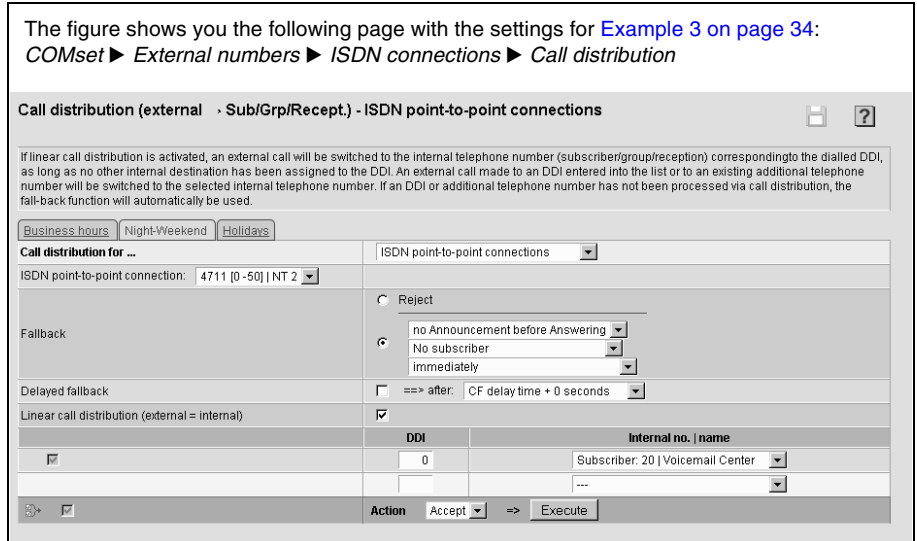 The figure shows you the following page with the settings for Example 3 on page 34:
COMset ▶ External numbers ▶ ISDN connections ▶ Call distribution
Call distribution (external → Sub/Grp/Recept.) - ISDN point-to-point connections
?
If linear call distribution is activated, an external call will be switched to the internal telephone number (subscriber/group/reception) correspondingto the dialled DDI,
as long as no other internal destination has been assigned to the DDI. An external call made to an DDI entered into the list or to an existing additional telephone
number will be switched to the selected internal telephone number. If an DDI or additional telephone number has not been processed via call distribution, the
fall-back function will automatically be used.
Business hours Night-Weekend Holidays
Call distribution for ... ISDN point-to-point connections
ISDN point-to-point connection: 4711 [0 -50] | NT 2
Reject
Fallback
no Announcement before Answering
No subscriber
immediately
Delayed fallback ==> after: CF delay time + 0 seconds
Linear call distribution (external = internal)
DDI Internal no. | name
0 Subscriber: 20 | Voicemail Center
---
Action Accept => Execute